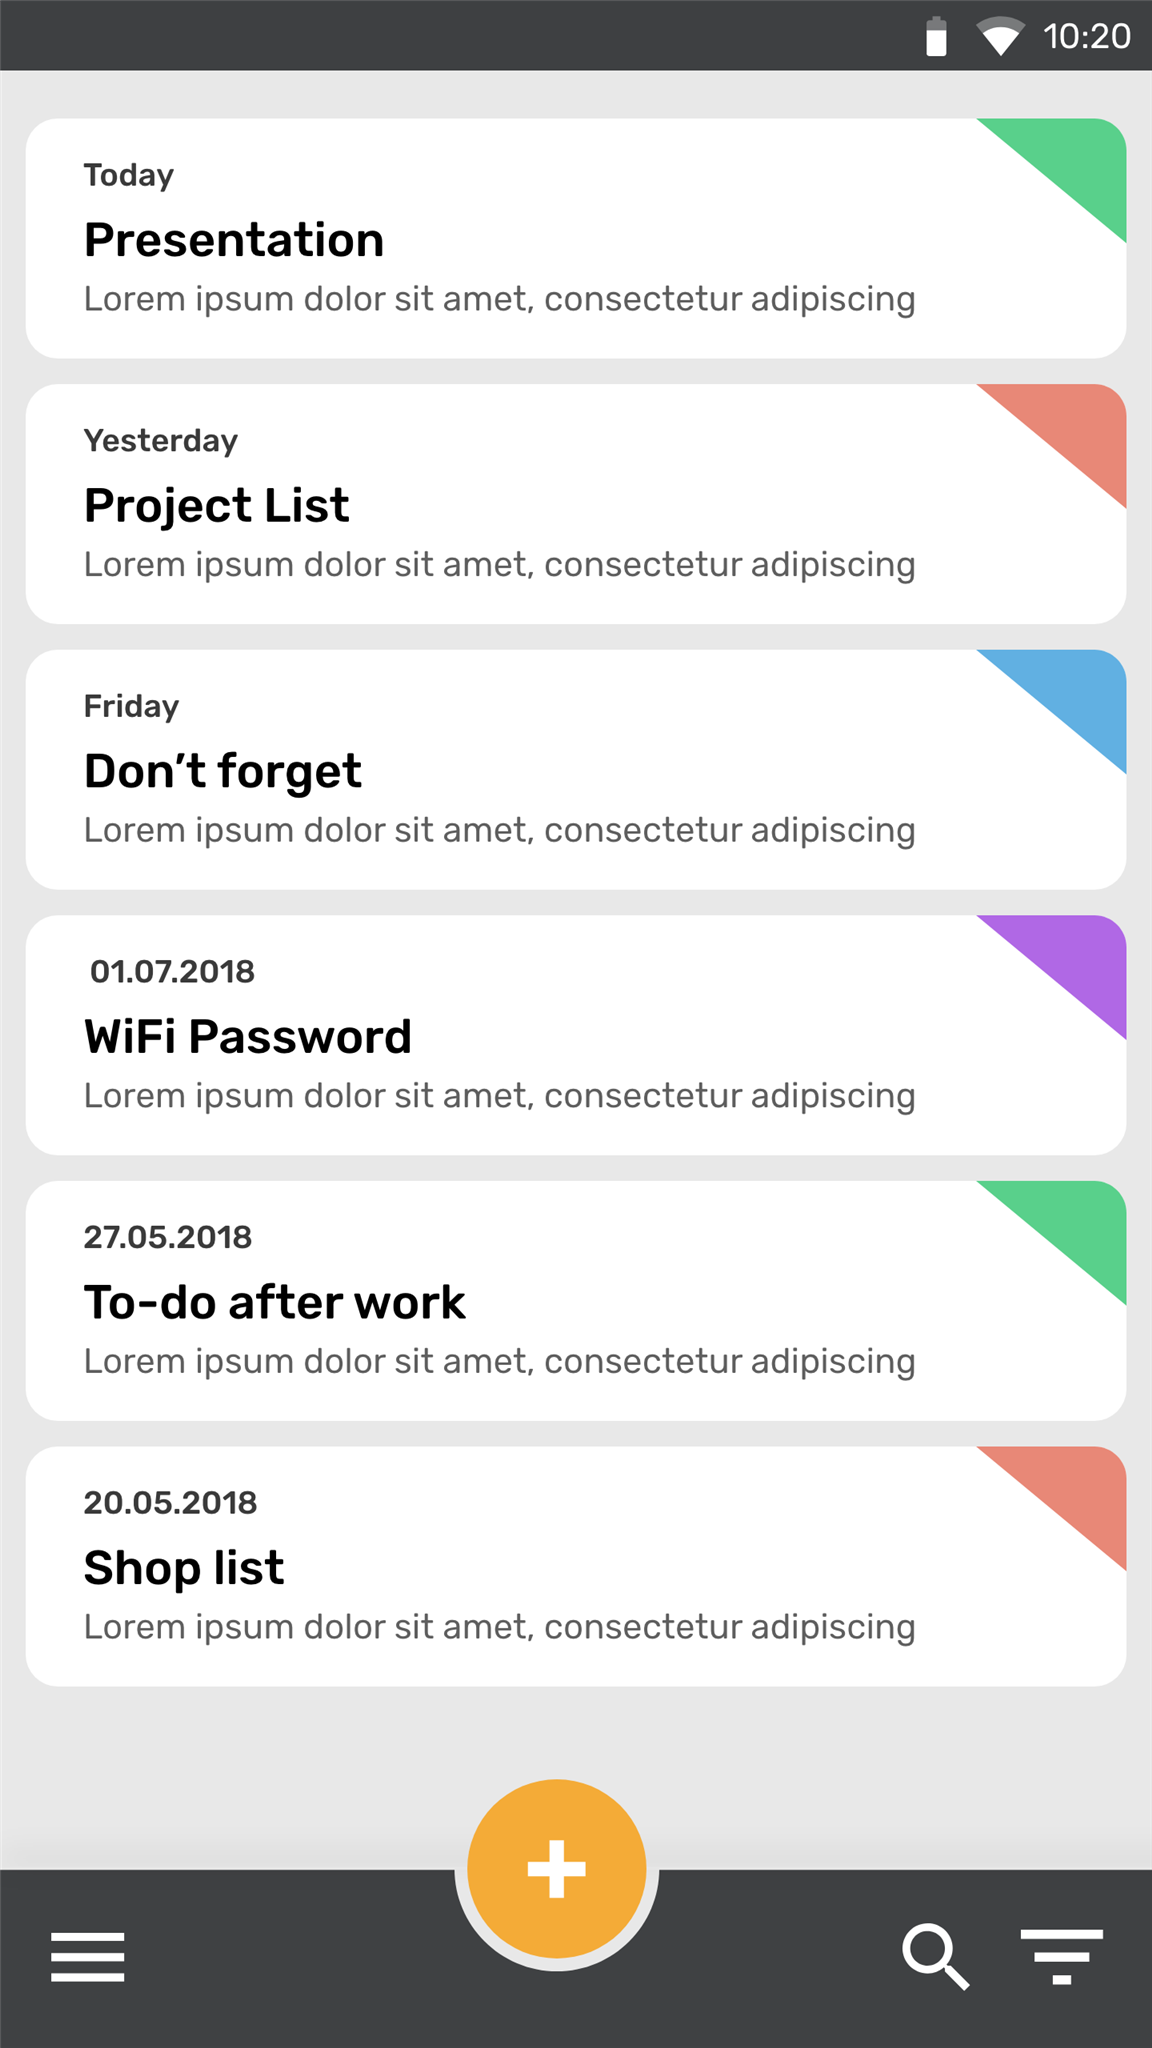 10:20
Today
Presentation
Lorem ipsum dolor sit amet, consectetur adipiscing
Yesterday
Project List
Lorem ipsum dolor sit amet, consectetur adipiscing
Friday
Don’t forget
Lorem ipsum dolor sit amet, consectetur adipiscing
01.07.2018
WiFi Password
Lorem ipsum dolor sit amet, consectetur adipiscing
27.05.2018
To-do after work
Lorem ipsum dolor sit amet, consectetur adipiscing
20.05.2018
Shop list
Lorem ipsum dolor sit amet, consectetur adipiscing